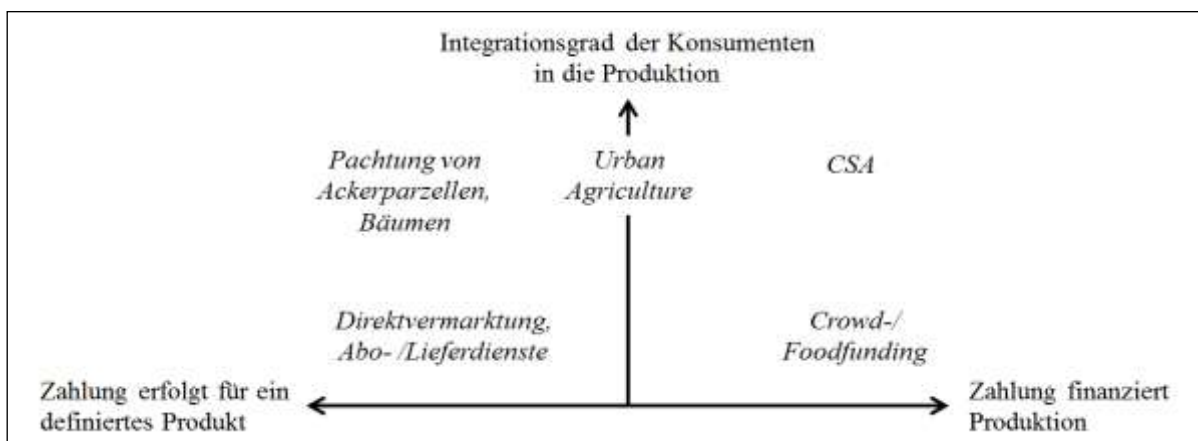 Integrationsgrad der Konsumenten
in die Produktion
Pachtung von
Ackerparzellen,
Bäumen
Urban
Agriculture
CSA
Direktvermarktung,
Abo- /Lieferdienste
Crowd-/
Foodfunding
Zahlung erfolgt für ein
definiertes Produkt
Zahlung finanziert
Produktion